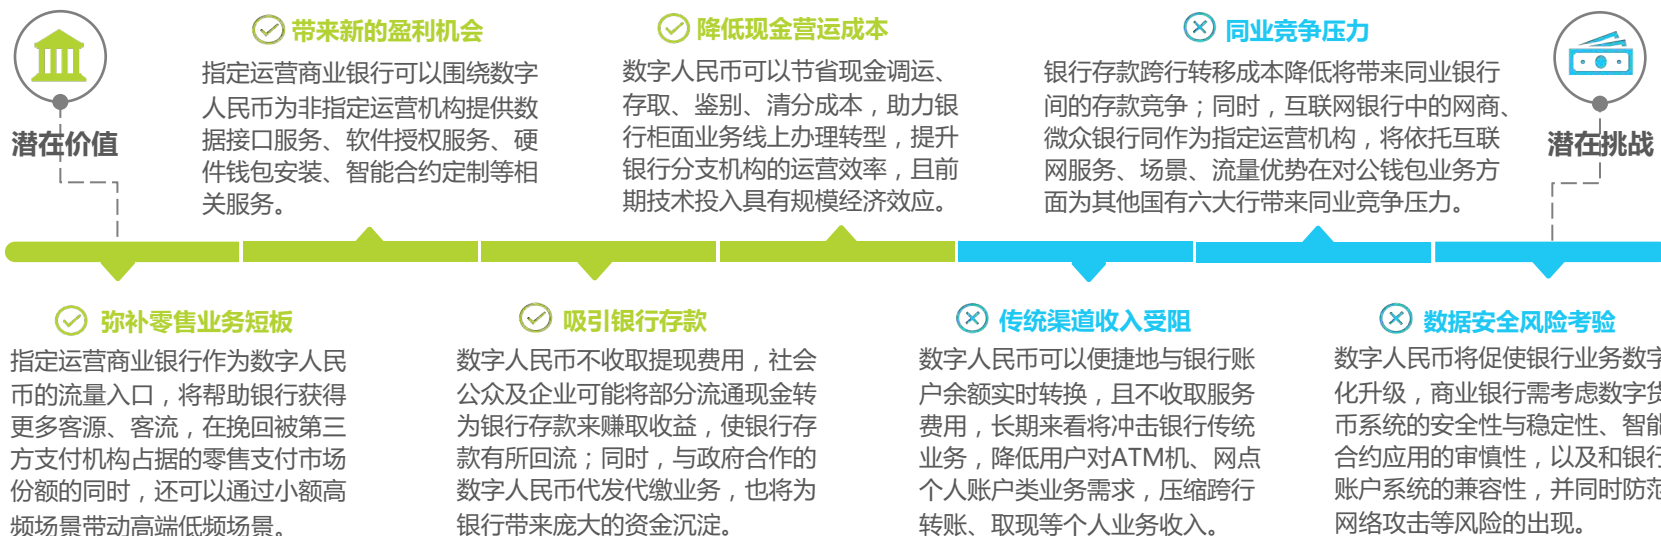 潜在价值
带来新的盈利机会
指定运营商业银行可以围绕数字
人民币为非指定运营机构提供数
据接口服务、软件授权服务、硬
件钱包安装、智能合约定制等相
关服务。
降低现金营运成本
数字人民币可以节省现金调运、
存取、鉴别、清分成本，助力银
行柜面业务线上办理转型，提升
银行分支机构的运营效率，且前
期技术投入具有规模经济效应。
同业竞争压力
银行存款跨行转移成本降低将带来同业银行
间的存款竞争；同时，互联网银行中的网商、
微众银行同作为指定运营机构，将依托互联
网服务、场景、流量优势在对公钱包业务方
面为其他国有六大行带来同业竞争压力。
潜在挑战
弥补零售业务短板
指定运营商业银行作为数字人民
币的流量入口，将帮助银行获得
更多客源、客流，在挽回被第三
方支付机构占据的零售支付市场
份额的同时，还可以通过小额高
频场景带动高端低频场景。
吸引银行存款
数字人民币不收取提现费用，社会
公众及企业可能将部分流通现金转
为银行存款来赚取收益，使银行存
款有所回流；同时，与政府合作的
数字人民币代发代缴业务，也将为
银行带来庞大的资金沉淀。
传统渠道收入受阻
数字人民币可以便捷地与银行账
户余额实时转换，且不收取服务
费用，长期来看将冲击银行传统
业务，降低用户对ATM机、网点
个人账户类业务需求，压缩跨行
转账、取现等个人业务收入。
数据安全风险考验
数字人民币将促使银行业务数字
化升级，商业银行需考虑数字货
币系统的安全性与稳定性、智能
合约应用的审慎性，以及和银行
账户系统的兼容性，并同时防范
网络攻击等风险的出现。